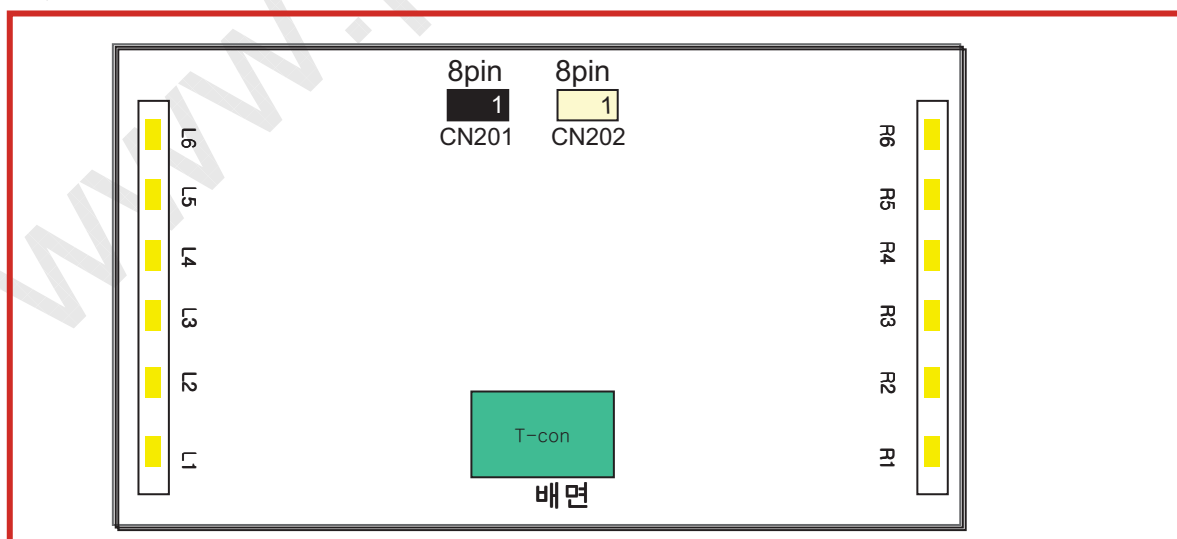 8pin 8pin
1 1
CN201 CN202
L6 R6
L5 R5
L4 R4
L3 R3
L2 R2
L1 R1
T-con
배면